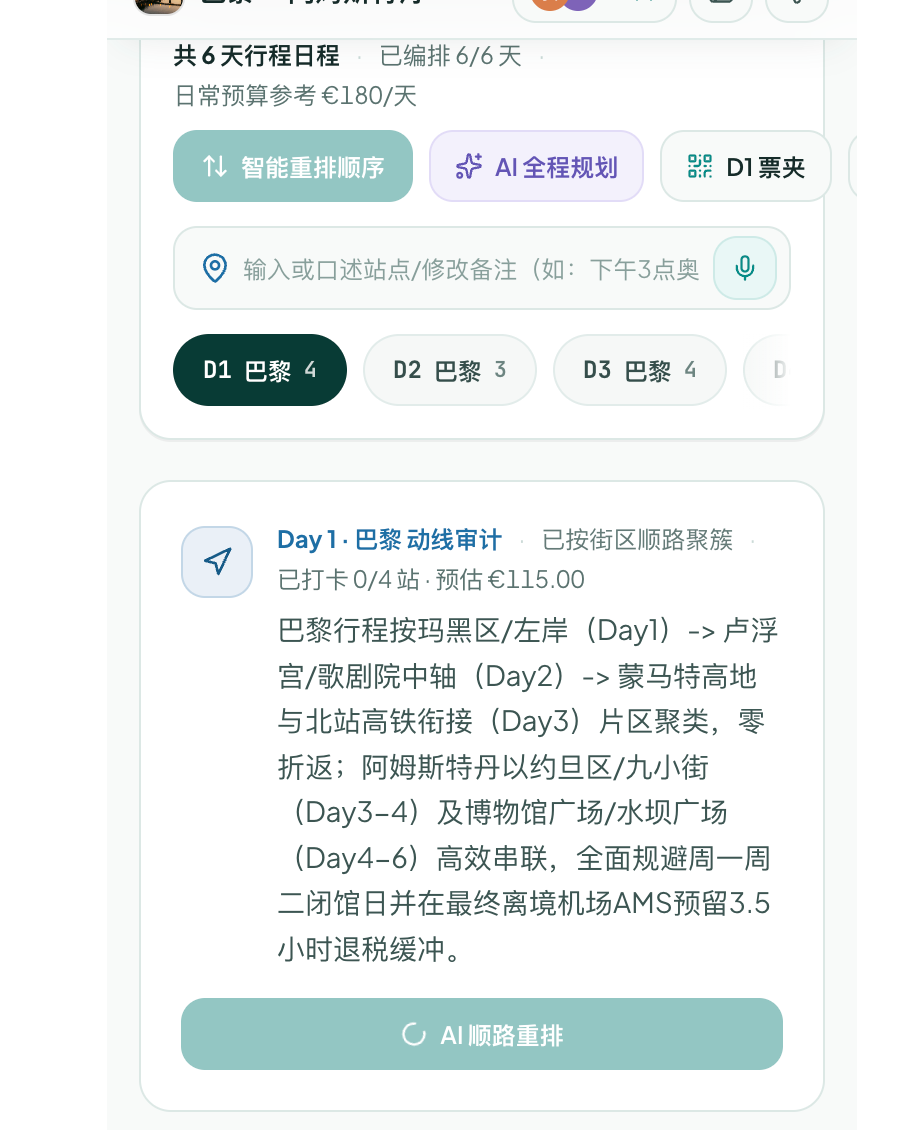 共 6 天行程日程 · 已编排 6/6 天 ·
日常预算参考 €180/天
智能重排顺序
AI 全程规划
D1 票夹
输入或口述站点/修改备注（如：下午3点奥
D1 巴黎 4
D2 巴黎 3
D3 巴黎 4
Day 1 · 巴黎 动线审计 · 已按街区顺路聚簇 ·
已打卡 0/4 站 · 预估 €115.00
巴黎行程按玛黑区/左岸（Day1）-> 卢浮
宫/歌剧院中轴（Day2）-> 蒙马特高地
与北站高铁衔接（Day3）片区聚类，零
折返；阿姆斯特丹以约旦区/九小街
（Day3-4）及博物馆广场/水坝广场
（Day4-6）高效串联，全面规避周一周
二闭馆日并在最终离境机场AMS预留3.5
小时退税缓冲。
AI 顺路重排